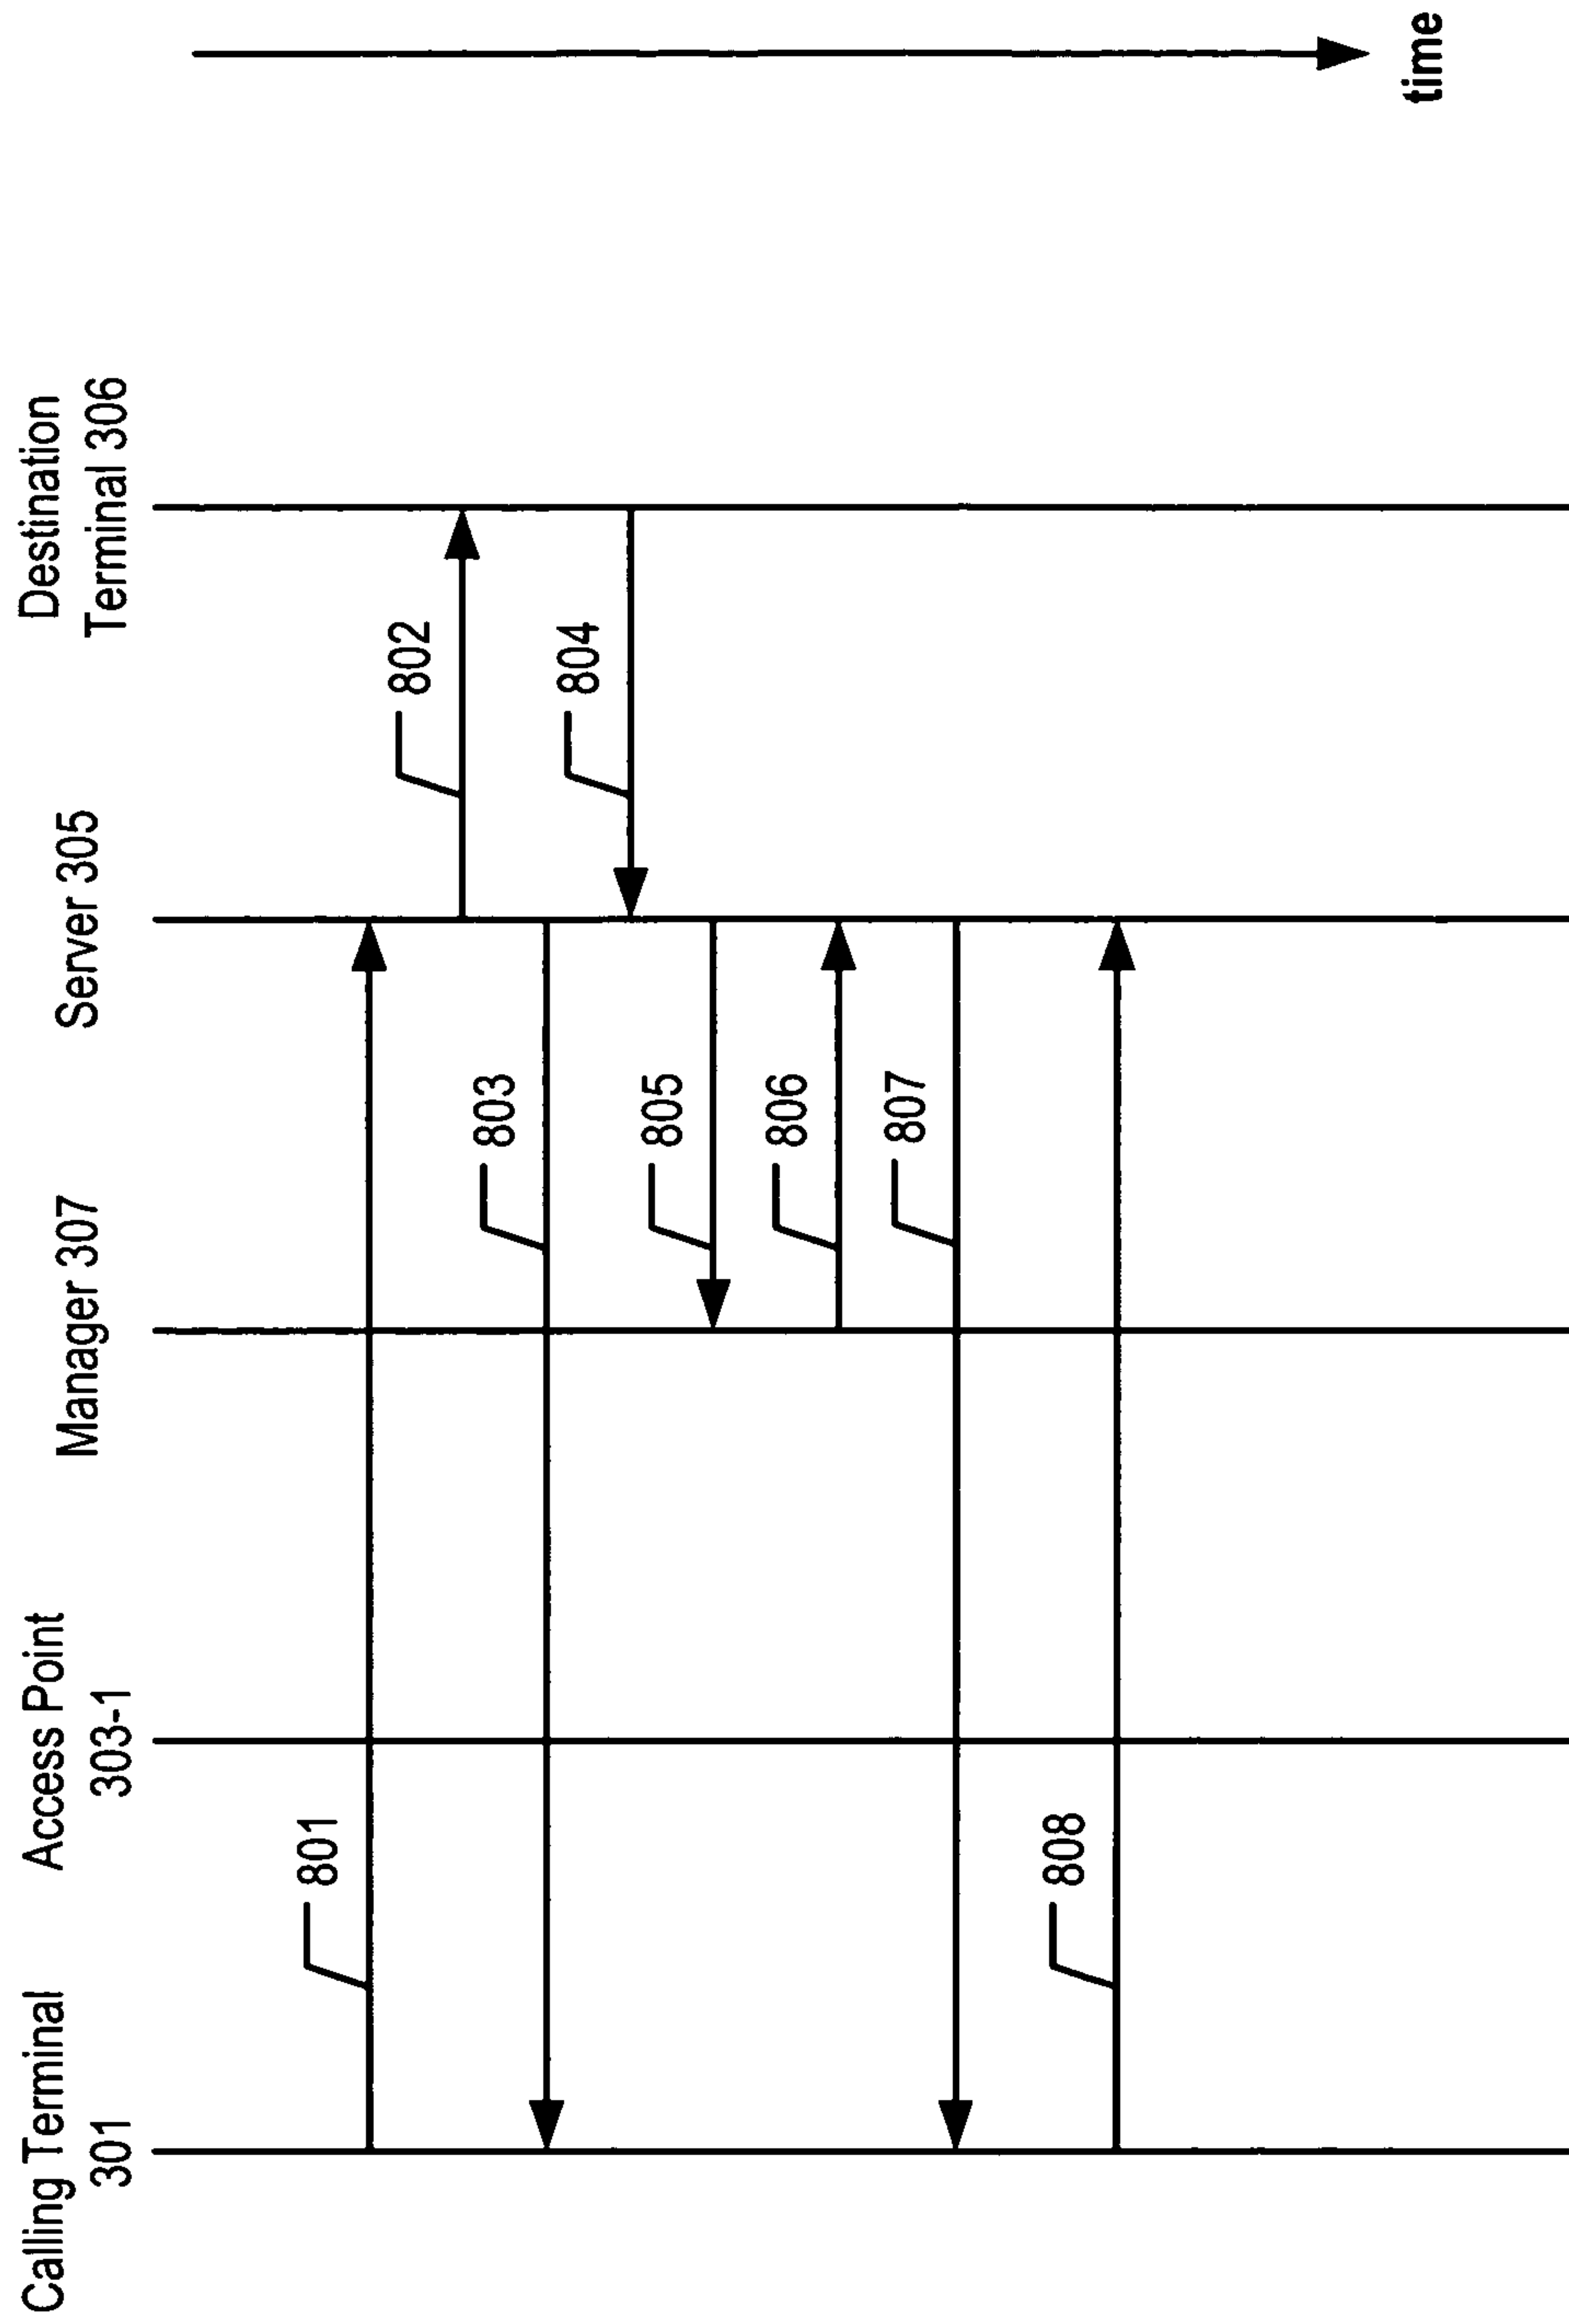 Calling Terminal
301
Access Point
303-1
Manager 307
Server 305
Destination
Terminal 306
801
802
803
804
805
806
807
808
time